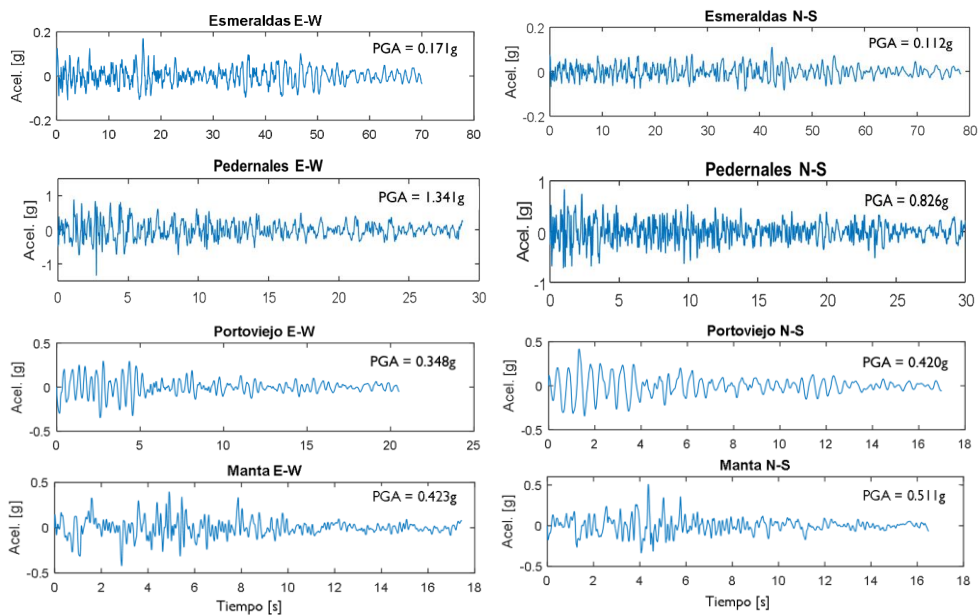 Esmeraldas E-W
PGA = 0.171g
Acel. [g]
0.2
0
-0.2
0 10 20 30 40 50 60 70 80
Esmeraldas N-S
PGA = 0.112g
Acel. [g]
0.2
0
-0.2
0 10 20 30 40 50 60 70 80
Pedernales E-W
PGA = 1.341g
Acel. [g]
1
0
-1
0 5 10 15 20 25 30
Pedernales N-S
PGA = 0.826g
Acel. [g]
1
0
-1
5 10 15 20 25 30
Portoviejo E-W
PGA = 0.348g
Acel. [g]
0.5
0
-0.5
0 5 10 15 20 25
Portoviejo N-S
PGA = 0.420g
Acel. [g]
0.5
0
-0.5
0 2 4 6 8 10 12 14 16 18
Manta E-W
PGA = 0.423g
Acel. [g]
0.5
0
-0.5
0 2 4 6 8 10 12 14 16 18
Tiempo [s]
Manta N-S
PGA = 0.511g
Acel. [g]
0.5
0
-0.5
0 2 4 6 8 10 12 14 16 18
Tiempo [s]